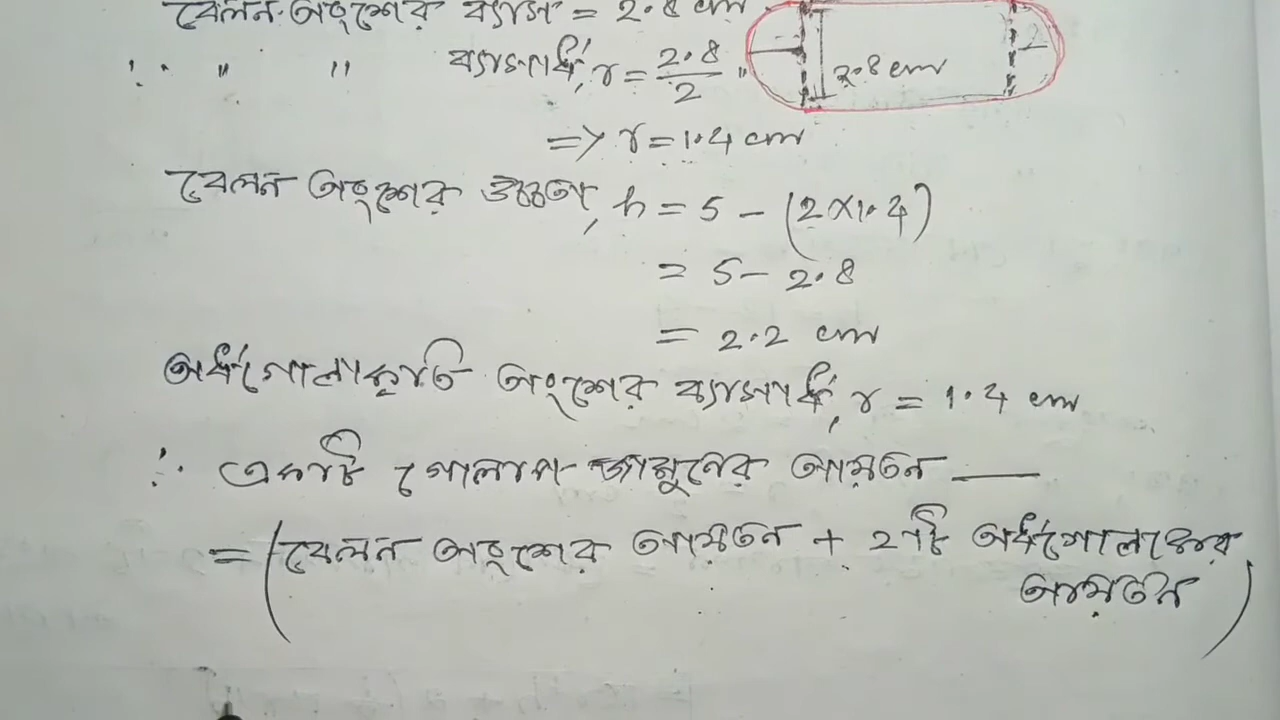 বেলন অংশের ব্যাস = 2.8 cm
∴ " " ব্যাসার্ধ, r = 2.8/2 "
2.8 cm
=> r = 1.4 cm
বেলন অংশের উচ্চতা, h = 5 - (2×1.4)
= 5 - 2.8
= 2.2 cm
অর্ধগোলাকৃতি অংশের ব্যাসার্ধ, r = 1.4 cm
∴ একটি গোলাপ জামুনের আয়তন —
= (বেলন অংশের আয়তন + 2টি অর্ধগোলকের
আয়তন)